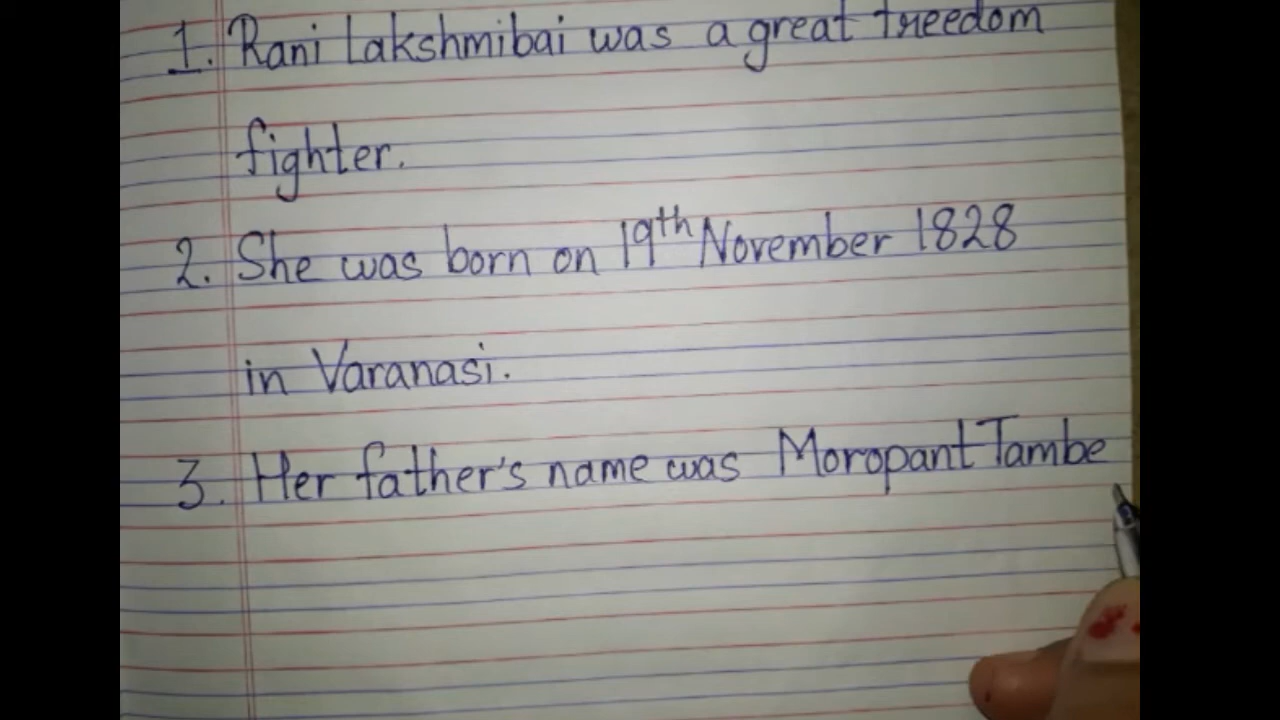 1. Rani Lakshmibai was a great freedom
fighter.
2. She was born on 19th November 1828
in Varanasi.
3. Her father's name was Moropant Tambe